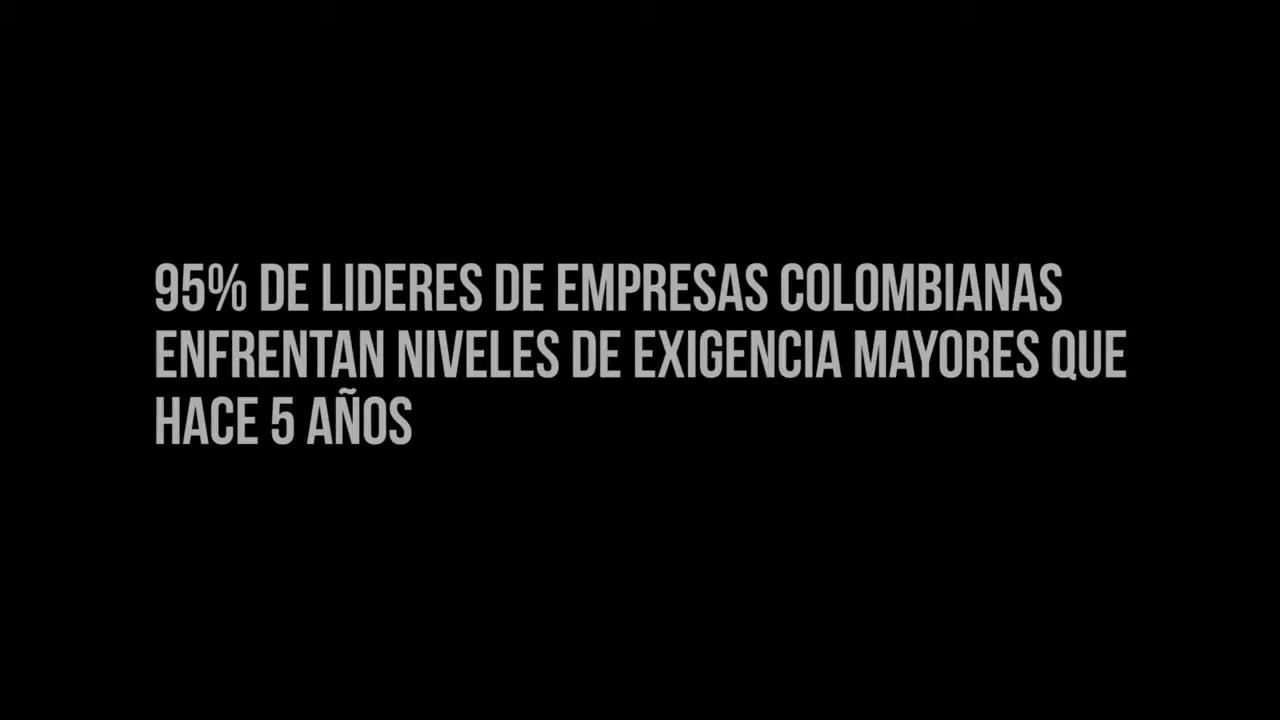 95% DE LIDERES DE EMPRESAS COLOMBIANAS
ENFRENTAN NIVELES DE EXIGENCIA MAYORES QUE
HACE 5 AÑOS